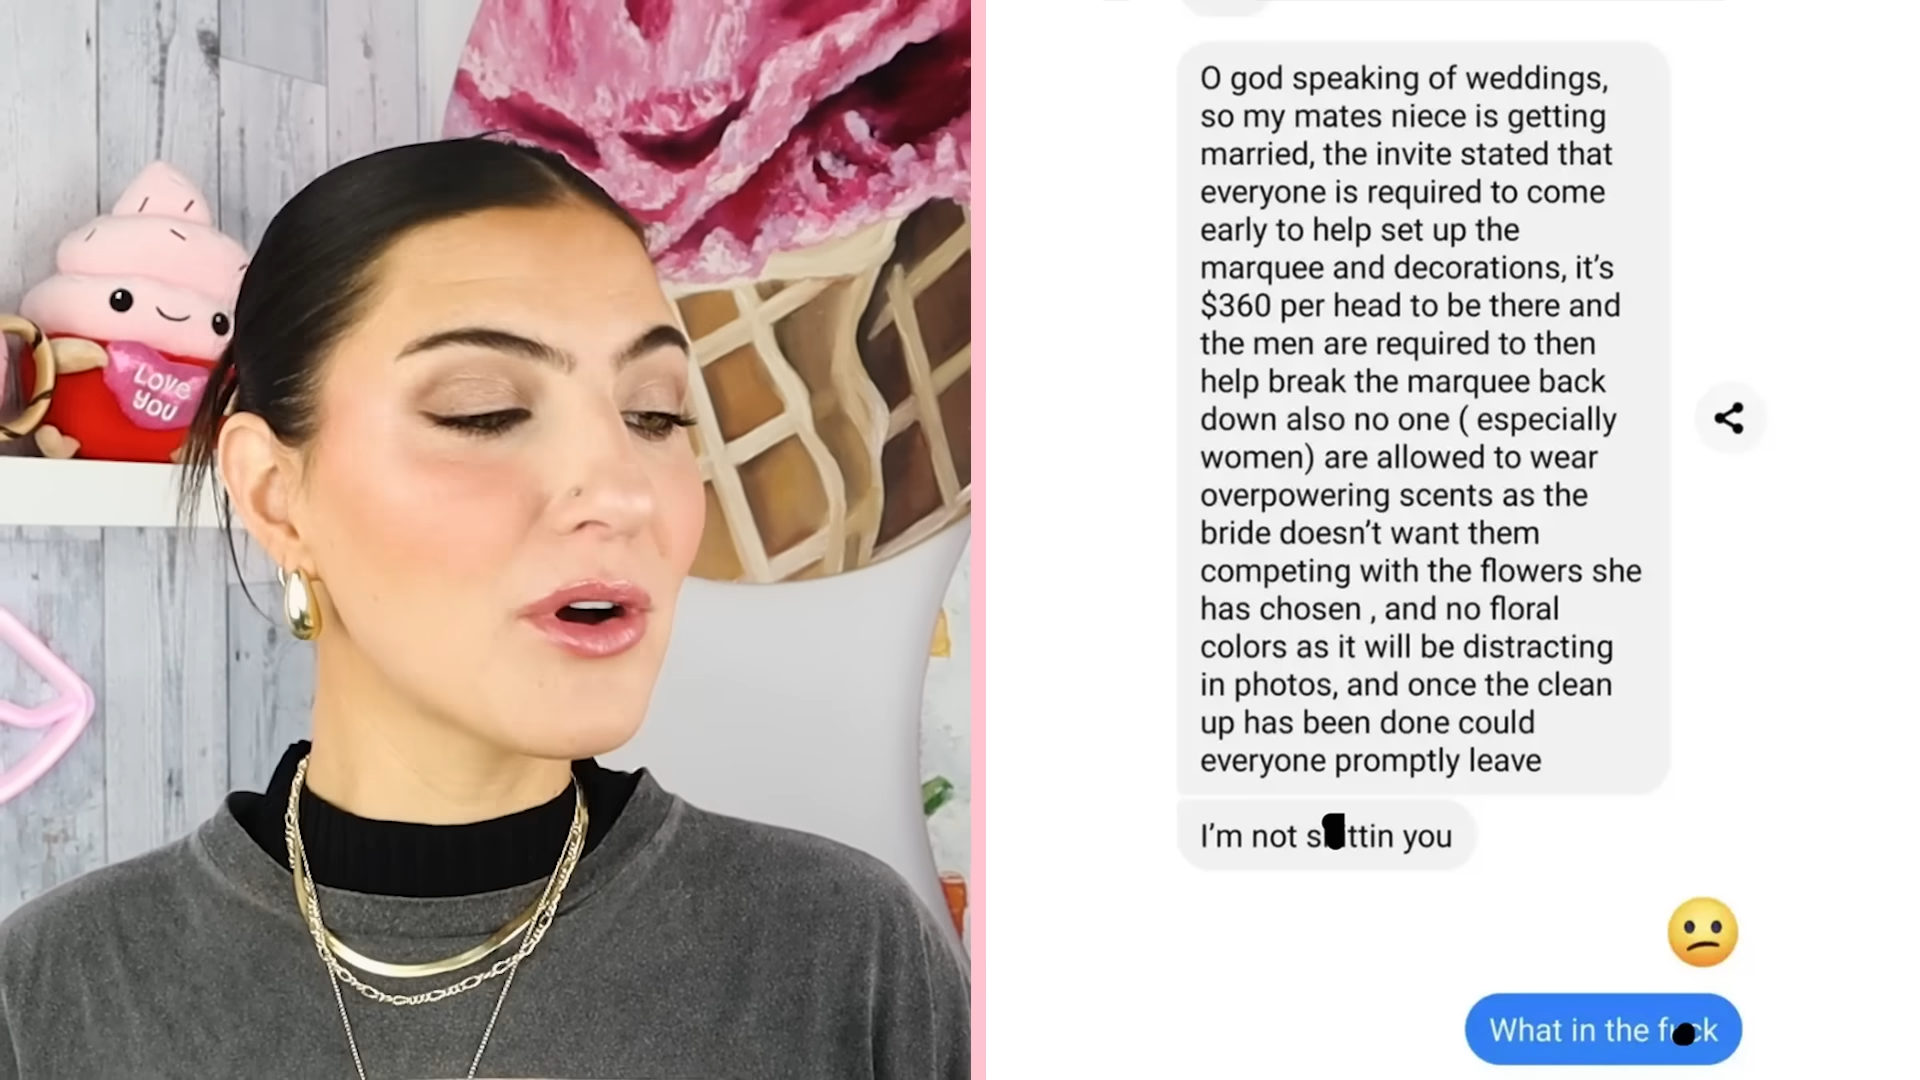 Love
you
O god speaking of weddings,
so my mates niece is getting
married, the invite stated that
everyone is required to come
early to help set up the
marquee and decorations, it’s
$360 per head to be there and
the men are required to then
help break the marquee back
down also no one ( especially
women) are allowed to wear
overpowering scents as the
bride doesn’t want them
competing with the flowers she
has chosen , and no floral
colors as it will be distracting
in photos, and once the clean
up has been done could
everyone promptly leave
I’m not s ttin you
What in the f ck